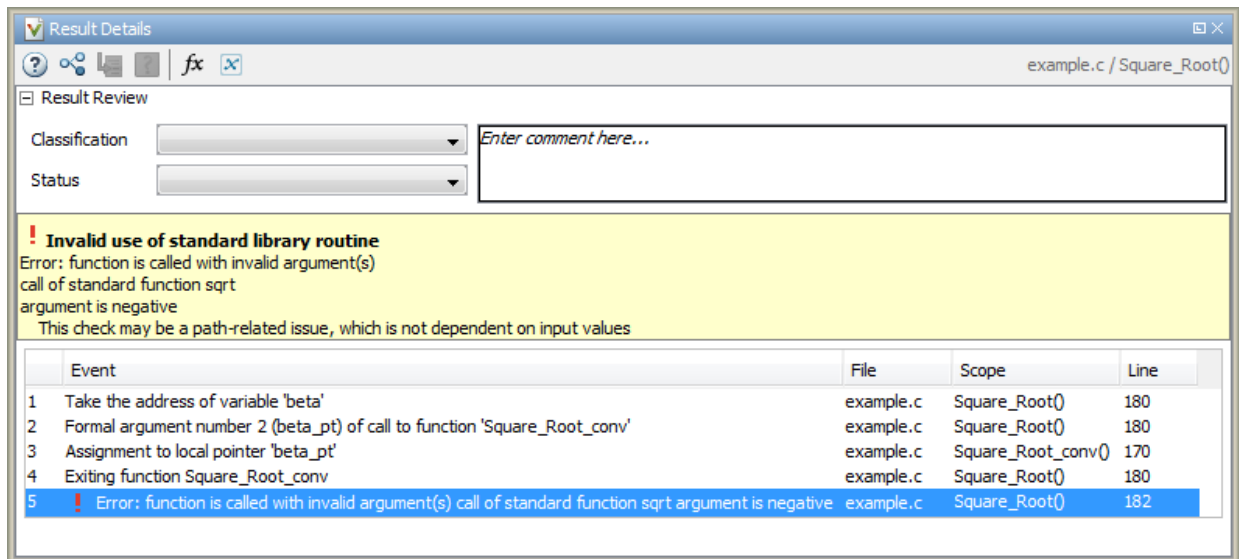 Result Details
fx x example.c / Square_Root()
Result Review
Classification Enter comment here...
Status
! Invalid use of standard library routine
Error: function is called with invalid argument(s)
call of standard function sqrt
argument is negative
This check may be a path-related issue, which is not dependent on input values
Event File Scope Line
1 Take the address of variable 'beta' example.c Square_Root() 180
2 Formal argument number 2 (beta_pt) of call to function 'Square_Root_conv' example.c Square_Root() 180
3 Assignment to local pointer 'beta_pt' example.c Square_Root_conv() 170
4 Exiting function Square_Root_conv example.c Square_Root() 180
5 ! Error: function is called with invalid argument(s) call of standard function sqrt argument is negative example.c Square_Root() 182